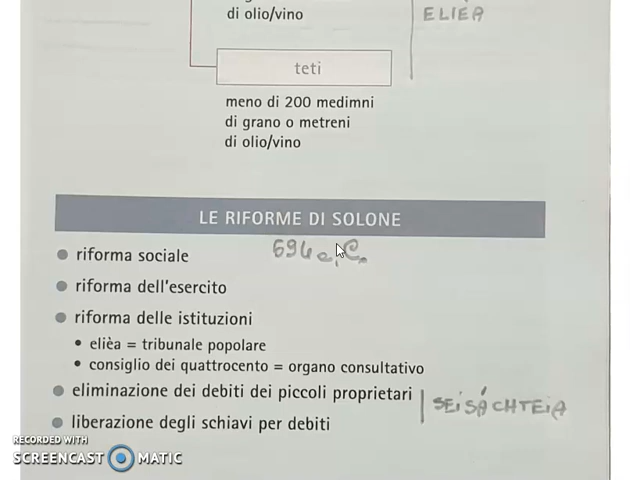 di olio/vino
ELIEA
teti
meno di 200 medimni
di grano o metreni
di olio/vino
LE RIFORME DI SOLONE
riforma sociale
594 a.C.
riforma dell'esercito
riforma delle istituzioni
elièa = tribunale popolare
consiglio dei quattrocento = organo consultativo
eliminazione dei debiti dei piccoli proprietari
SEiSÁCHTEiA
liberazione degli schiavi per debiti
RECORDED WITH
SCREENCAST MATIC